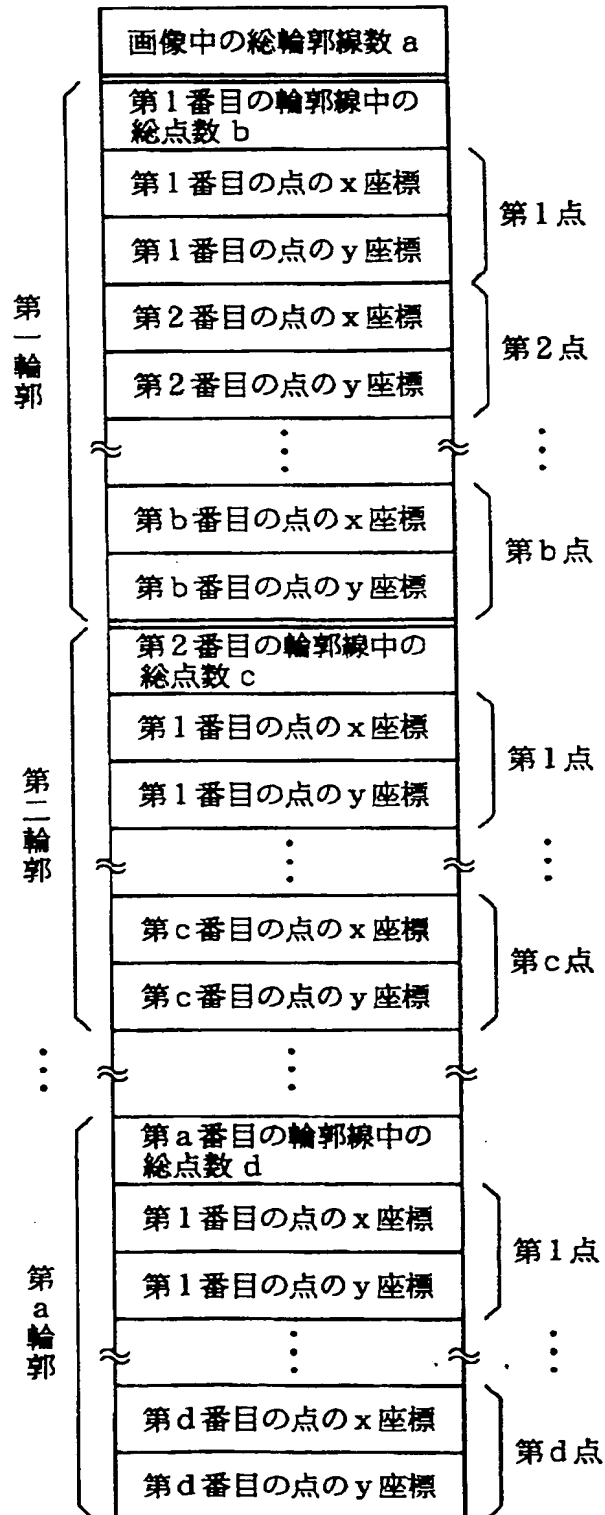 画像中の総輪郭線数 a
第一輪郭
第1番目の輪郭線中の
総点数 b
第1番目の点のx座標
第1番目の点のy座標
第1点
第2番目の点のx座標
第2番目の点のy座標
第2点
第b番目の点のx座標
第b番目の点のy座標
第b点
第二輪郭
第2番目の輪郭線中の
総点数 c
第1番目の点のx座標
第1番目の点のy座標
第1点
第c番目の点のx座標
第c番目の点のy座標
第c点
第a輪郭
第a番目の輪郭線中の
総点数 d
第1番目の点のx座標
第1番目の点のy座標
第1点
第d番目の点のx座標
第d番目の点のy座標
第d点